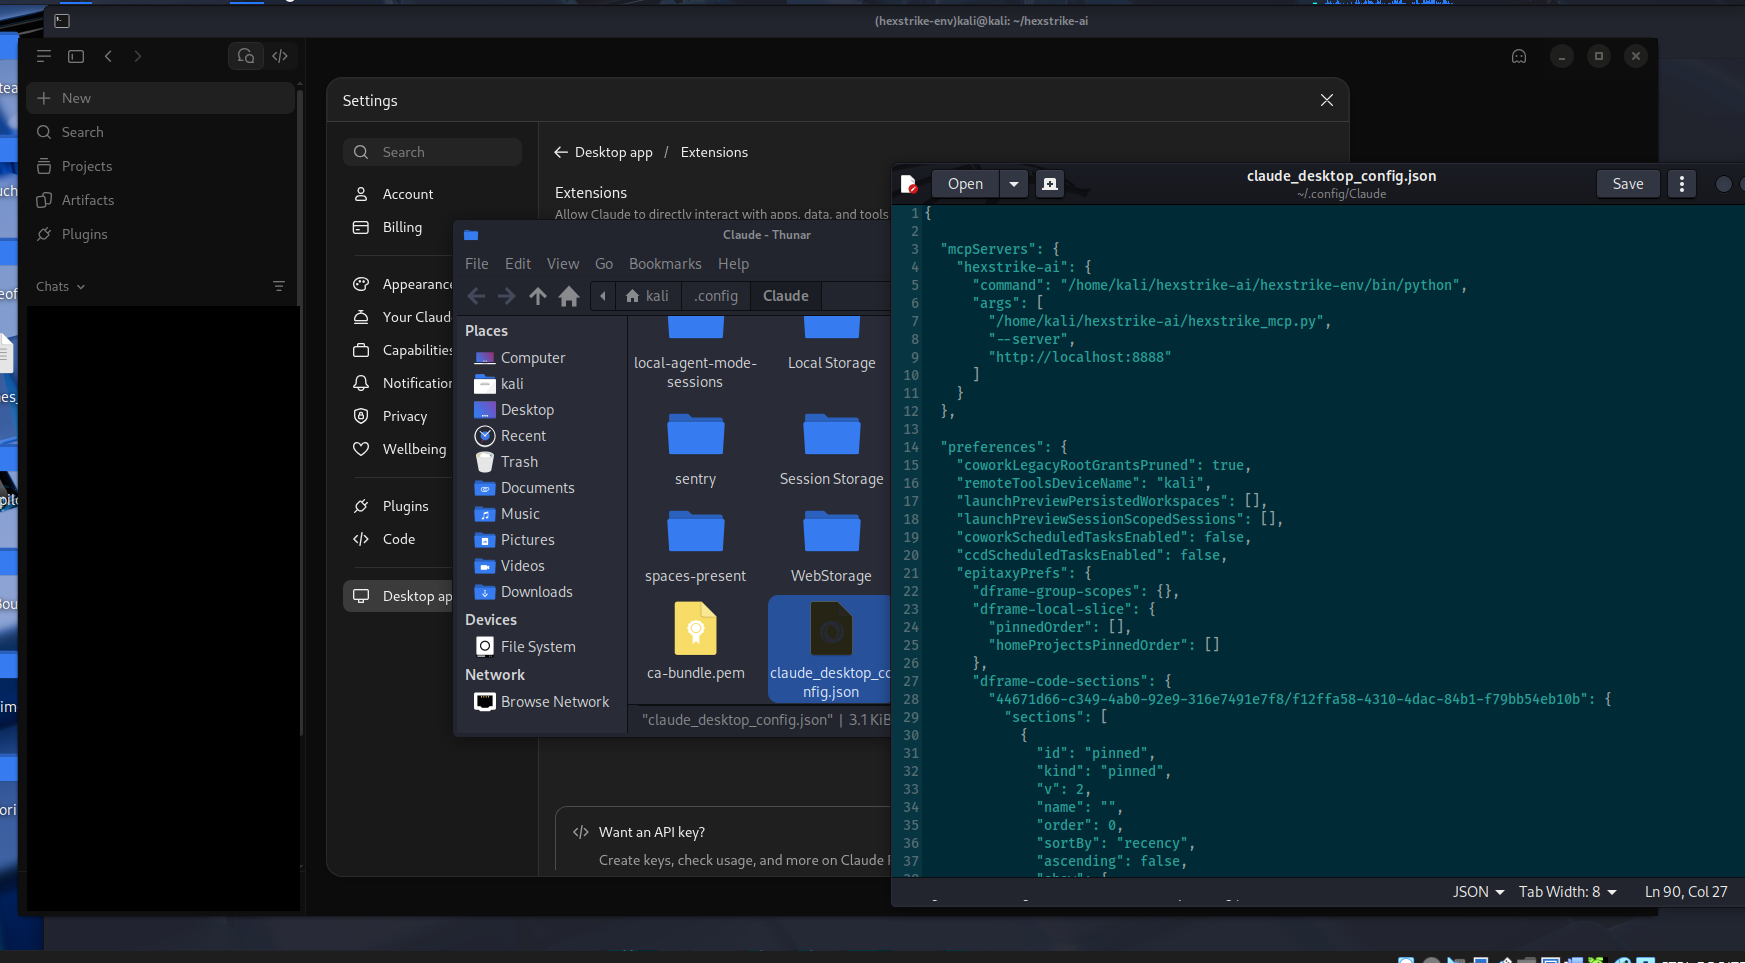 (hexstrike-env)kali@kali: ~/hexstrike-ai
New
Search
Projects
Artifacts
Plugins
Chats
Settings
Search
Account
Billing
Appearance
Your Claud
Capabilities
Notification
Privacy
Wellbeing
Plugins
Code
Desktop ap
Desktop app / Extensions
Extensions
Allow Claude to directly interact with apps, data, and tools
Want an API key?
Create keys, check usage, and more on Claude
Claude - Thunar
File Edit View Go Bookmarks Help
kali .config Claude
Places
Computer
kali
Desktop
Recent
Trash
Documents
Music
Pictures
Videos
Downloads
Devices
File System
Network
Browse Network
local-agent-mode-
sessions
Local Storage
sentry
Session Storage
spaces-present
WebStorage
ca-bundle.pem
claude_desktop_co
nfig.json
"claude_desktop_config.json" | 3.1 KiB
Open
claude_desktop_config.json
~/.config/Claude
Save
1 {
2
3 "mcpServers": {
4 "hexstrike-ai": {
5 "command": "/home/kali/hexstrike-ai/hexstrike-env/bin/python",
6 "args": [
7 "/home/kali/hexstrike-ai/hexstrike_mcp.py",
8 "--server",
9 "http://localhost:8888"
10 ]
11 }
12 },
13
14 "preferences": {
15 "coworkLegacyRootGrantsPruned": true,
16 "remoteToolsDeviceName": "kali",
17 "launchPreviewPersistedWorkspaces": [],
18 "launchPreviewSessionScopedSessions": [],
19 "coworkScheduledTasksEnabled": false,
20 "ccdScheduledTasksEnabled": false,
21 "epitaxyPrefs": {
22 "dframe-group-scopes": {},
23 "dframe-local-slice": {
24 "pinnedOrder": [],
25 "homeProjectsPinnedOrder": []
26 },
27 "dframe-code-sections": {
28 "44671d66-c349-4ab0-92e9-316e7491e7f8/f12ffa58-4310-4dac-84b1-f79bb54eb10b": {
29 "sections": [
30 {
31 "id": "pinned",
32 "kind": "pinned",
33 "v": 2,
34 "name": "",
35 "order": 0,
36 "sortBy": "recency",
37 "ascending": false,
JSON Tab Width: 8 Ln 90, Col 27